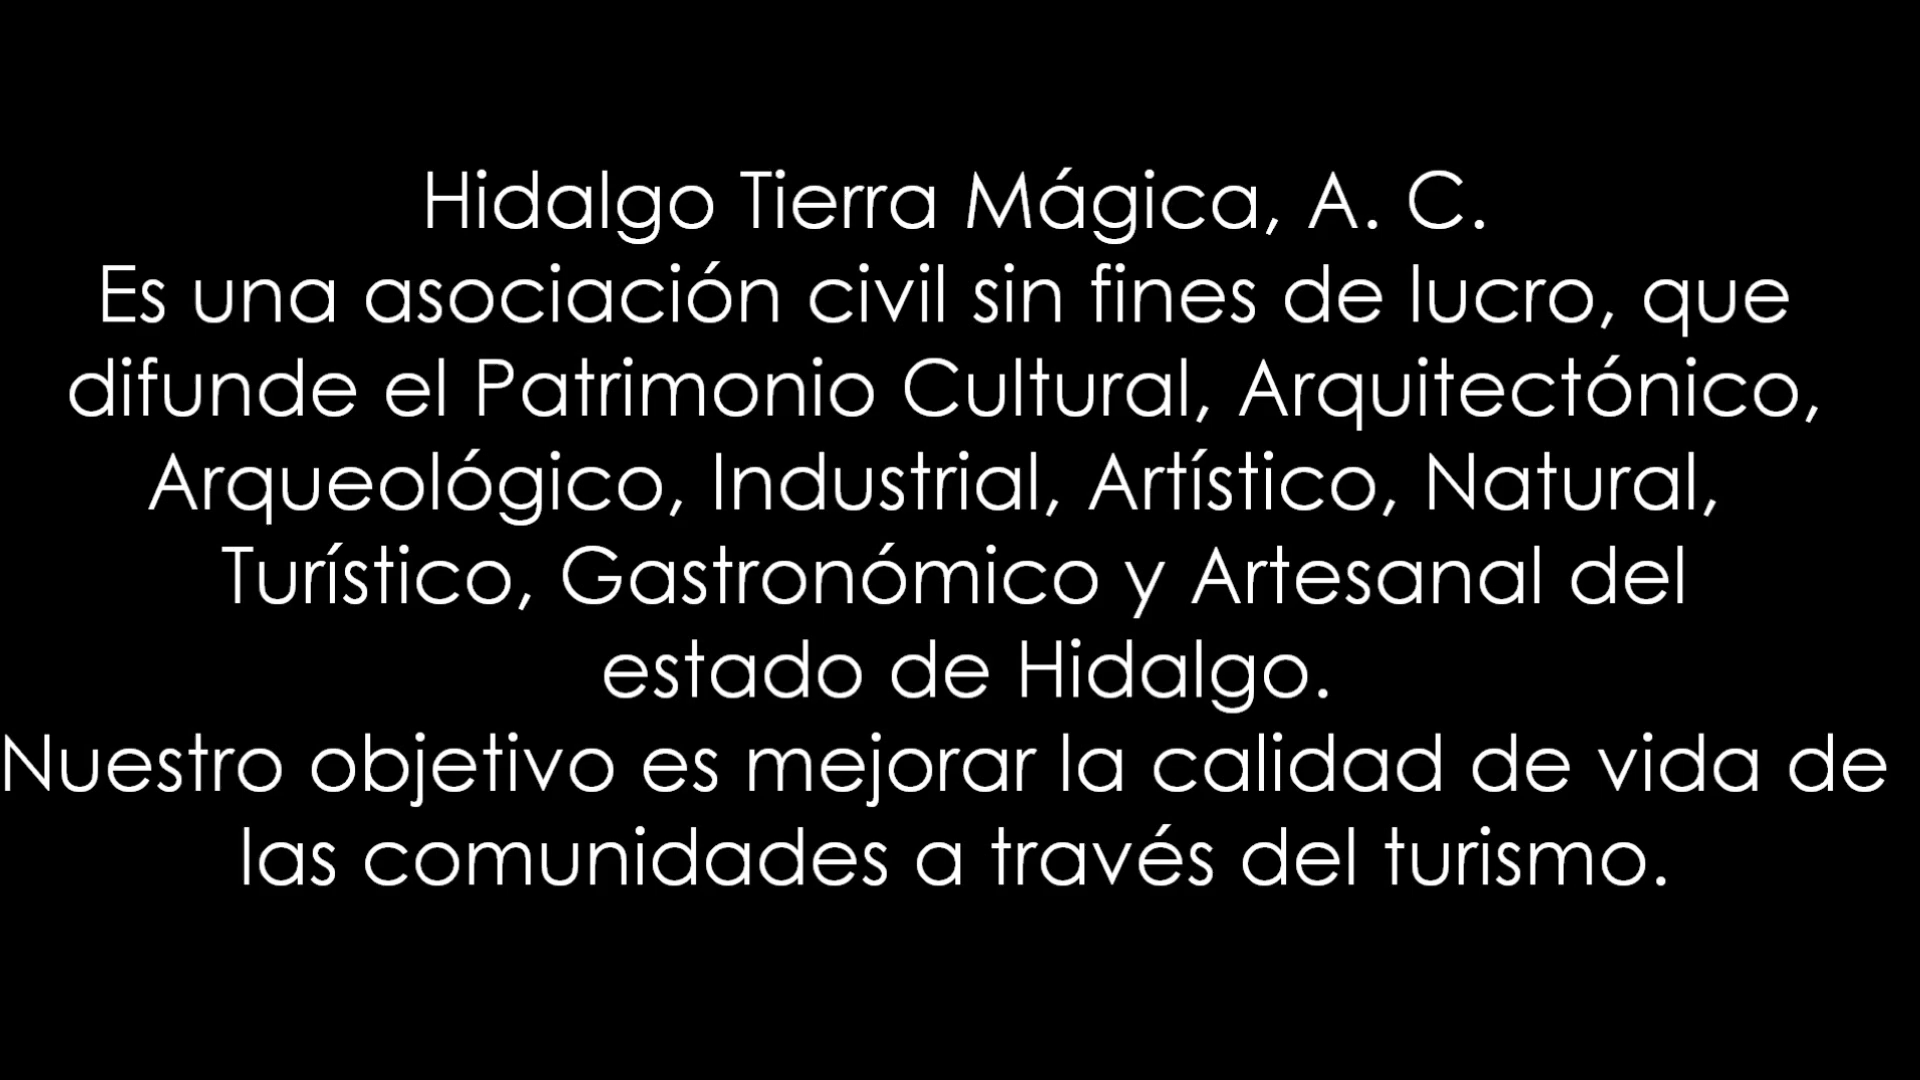 Hidalgo Tierra Mágica, A. C.
Es una asociación civil sin fines de lucro, que
difunde el Patrimonio Cultural, Arquitectónico,
Arqueológico, Industrial, Artístico, Natural,
Turístico, Gastronómico y Artesanal del
estado de Hidalgo.
Nuestro objetivo es mejorar la calidad de vida de
las comunidades a través del turismo.